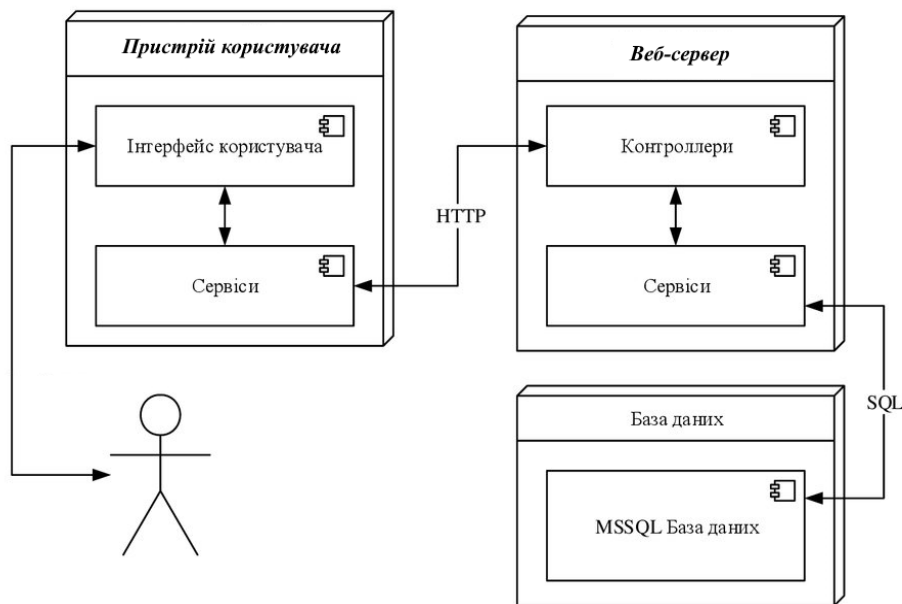 Пристрій користувача
Інтерфейс користувача
Сервіси
HTTP
Веб-сервер
Контроллери
Сервіси
SQL
База даних
MSSQL База даних